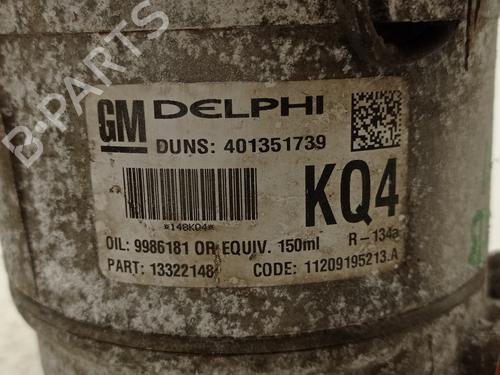 B-PARTS
GM DELPHI
DUNS: 401351739
*148KQ4*
KQ4
OIL: 9986181 OR EQUIV. 150ml R-134a
PART: 13322148 CODE: 11209195213.A